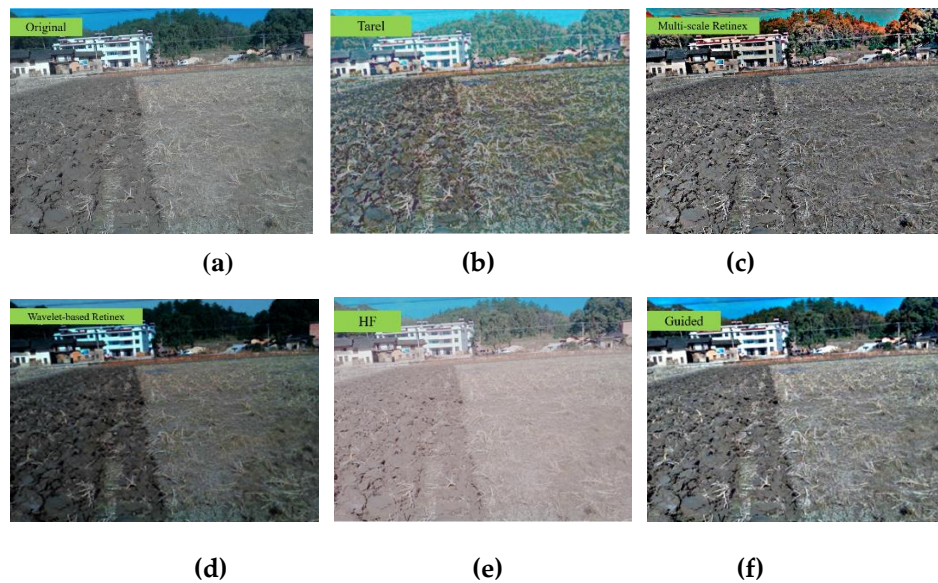 Original
Tarel
Multi-scale Retinex
(a)
(b)
(c)
Wavelet-based Retinex
HF
Guided
(d)
(e)
(f)